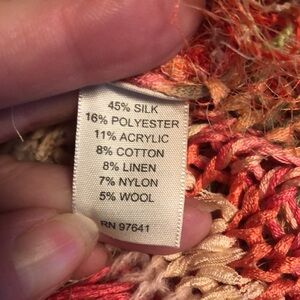 45% SILK
16% POLYESTER
11% ACRYLIC
8% COTTON
8% LINEN
7% NYLON
5% WOOL
RN 97641